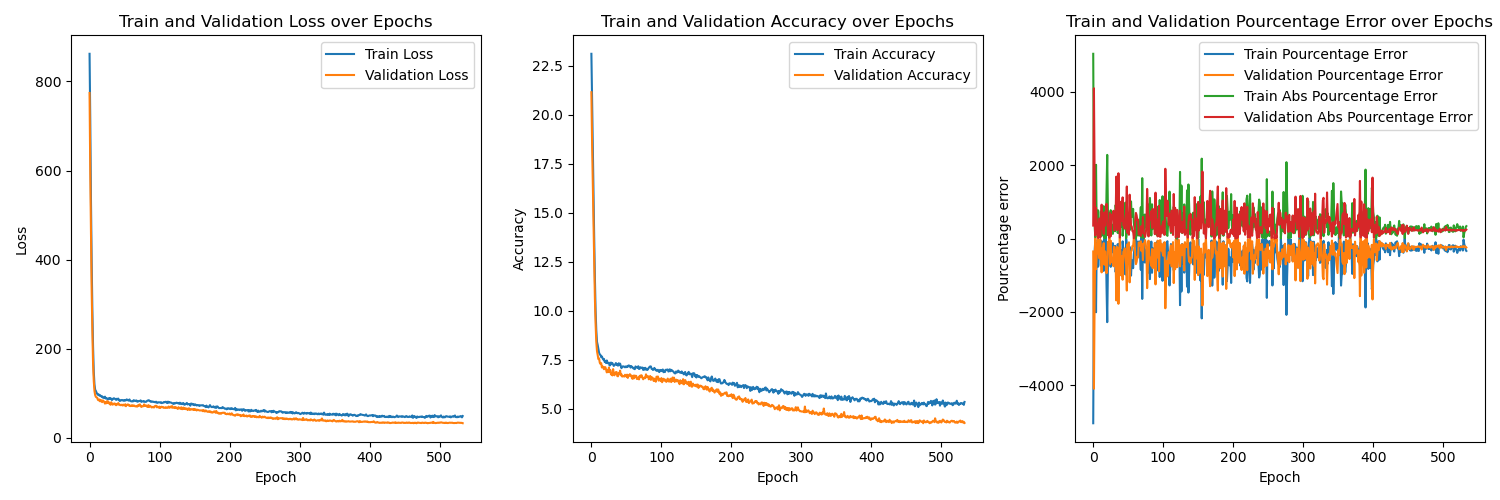 Train and Validation Loss over Epochs
Train Loss
Validation Loss
800
600
400
200
0
Loss
0 100 200 300 400 500
Epoch
Train and Validation Accuracy over Epochs
Train Accuracy
Validation Accuracy
22.5
20.0
17.5
15.0
12.5
10.0
7.5
5.0
Accuracy
0 100 200 300 400 500
Epoch
Train and Validation Pourcentage Error over Epochs
Train Pourcentage Error
Validation Pourcentage Error
Train Abs Pourcentage Error
Validation Abs Pourcentage Error
4000
2000
0
−2000
−4000
Pourcentage error
0 100 200 300 400 500
Epoch